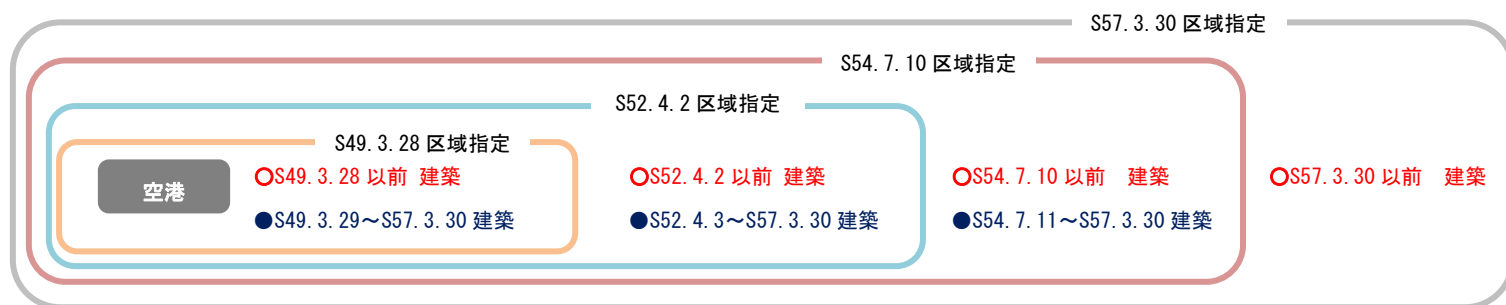 S57.3.30 区域指定
S54.7.10 区域指定
S52.4.2 区域指定
S49.3.28 区域指定
空港
○S49.3.28 以前 建築
●S49.3.29～S57.3.30 建築
○S52.4.2 以前 建築
●S52.4.3～S57.3.30 建築
○S54.7.10 以前　建築
●S54.7.11～S57.3.30 建築
○S57.3.30 以前　建築